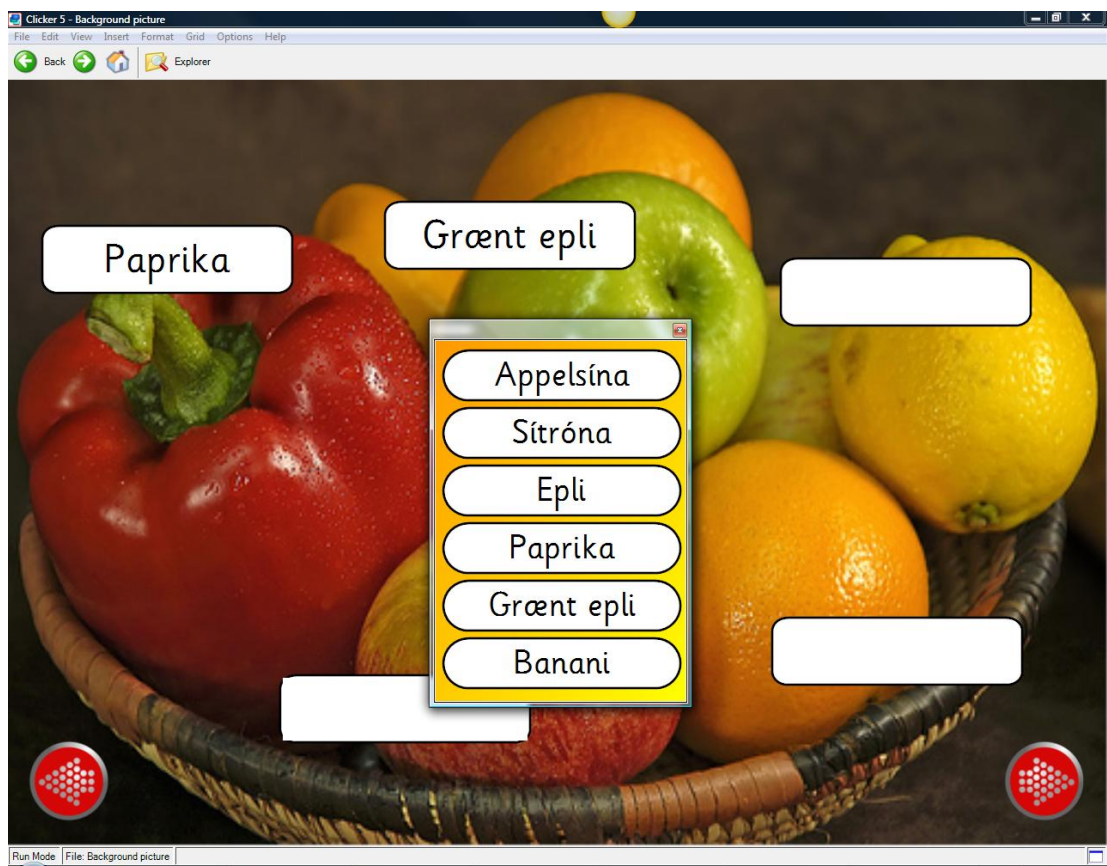 Clicker 5 - Background picture
File Edit View Insert Format Grid Options Help
Back Explorer
Paprika
Grænt epli
Appelsína
Sítróna
Epli
Paprika
Grænt epli
Banani
Run Mode File: Background picture